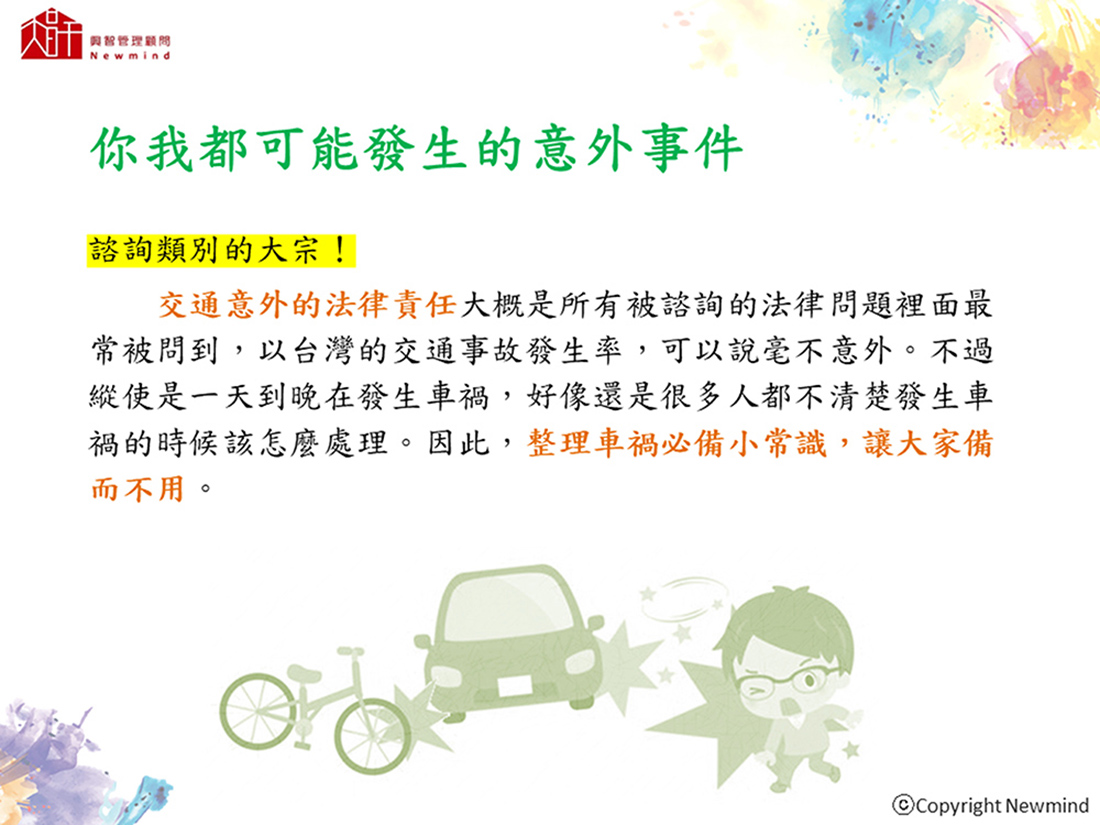 興智管理顧問
Newmind
你我都可能發生的意外事件
諮詢類別的大宗！
交通意外的法律責任大概是所有被諮詢的法律問題裡面最
常被問到，以台灣的交通事故發生率，可以說毫不意外。不過
縱使是一天到晚在發生車禍，好像還是很多人都不清楚發生車
禍的時候該怎麼處理。因此，整理車禍必備小常識，讓大家備
而不用。
ⓒCopyright Newmind